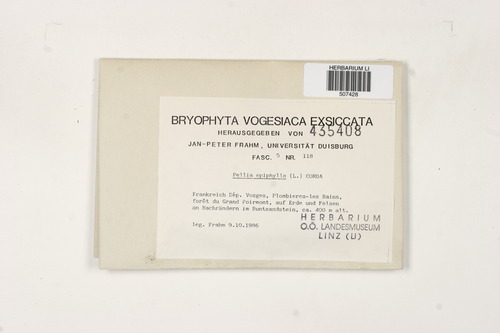 HERBARIUM LI
507428
BRYOPHYTA VOGESIACA EXSICCATA
HERAUSGEGEBEN VON 435408
JAN-PETER FRAHM, UNIVERSITÄT DUISBURG
FASC. 5 NR. 118
Pellia epiphylla (L.) CORDA
Frankreich Dép. Vosges, Plombieres-les Bains,
forêt du Grand Poirmont, auf Erde und Felsen
an Bachrändern im Buntsandstein, ca. 400 m alt.
HERBARIUM
O.Ö. LANDESMUSEUM
LINZ (LI)
leg. Frahm 9.10.1986